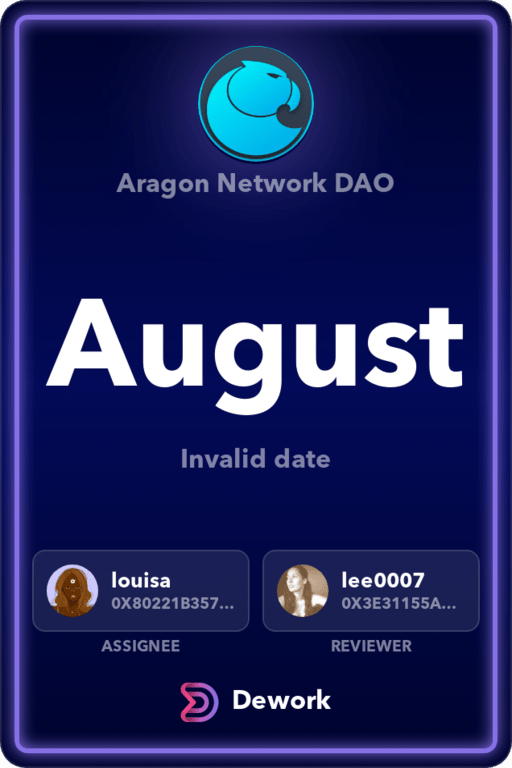 Aragon Network DAO
August
Invalid date
louisa
0X80221B357...
ASSIGNEE
lee0007
0X3E31155A...
REVIEWER
Dework